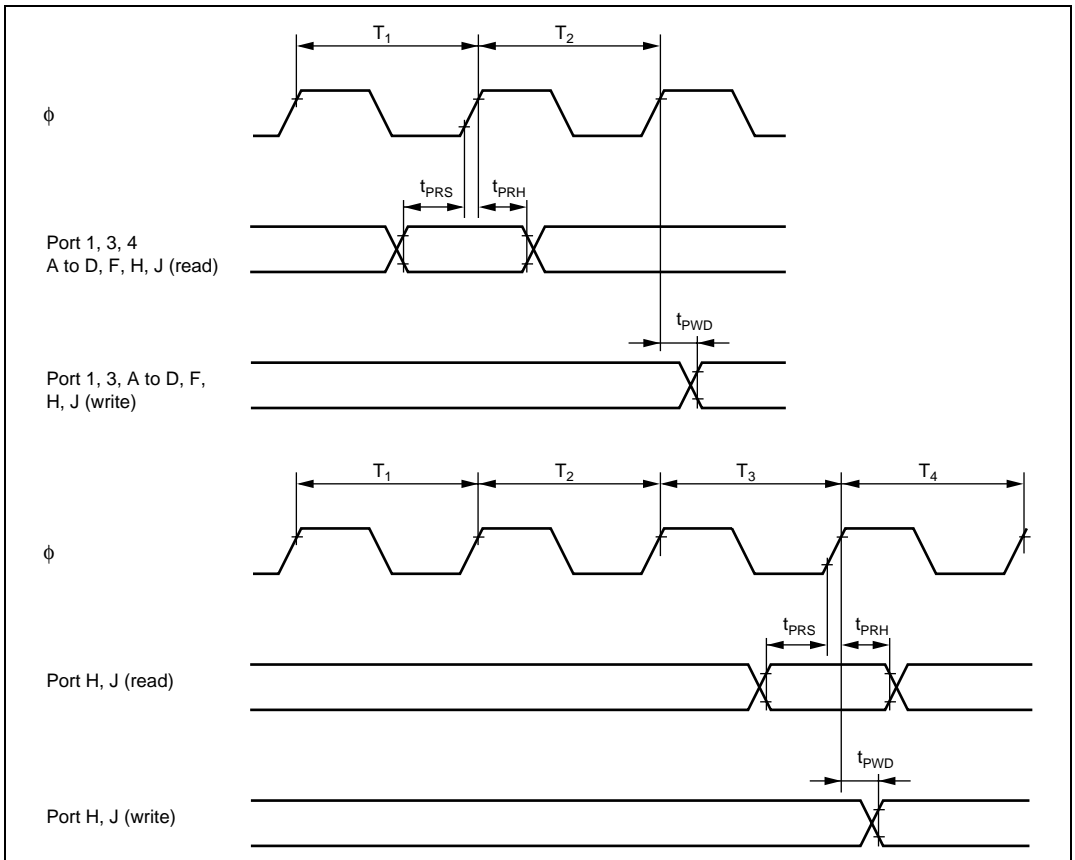 T1 T2
ϕ
tPRS tPRH
Port 1, 3, 4
A to D, F, H, J (read)
tPWD
Port 1, 3, A to D, F,
H, J (write)
T1 T2 T3 T4
ϕ
tPRS tPRH
Port H, J (read)
tPWD
Port H, J (write)